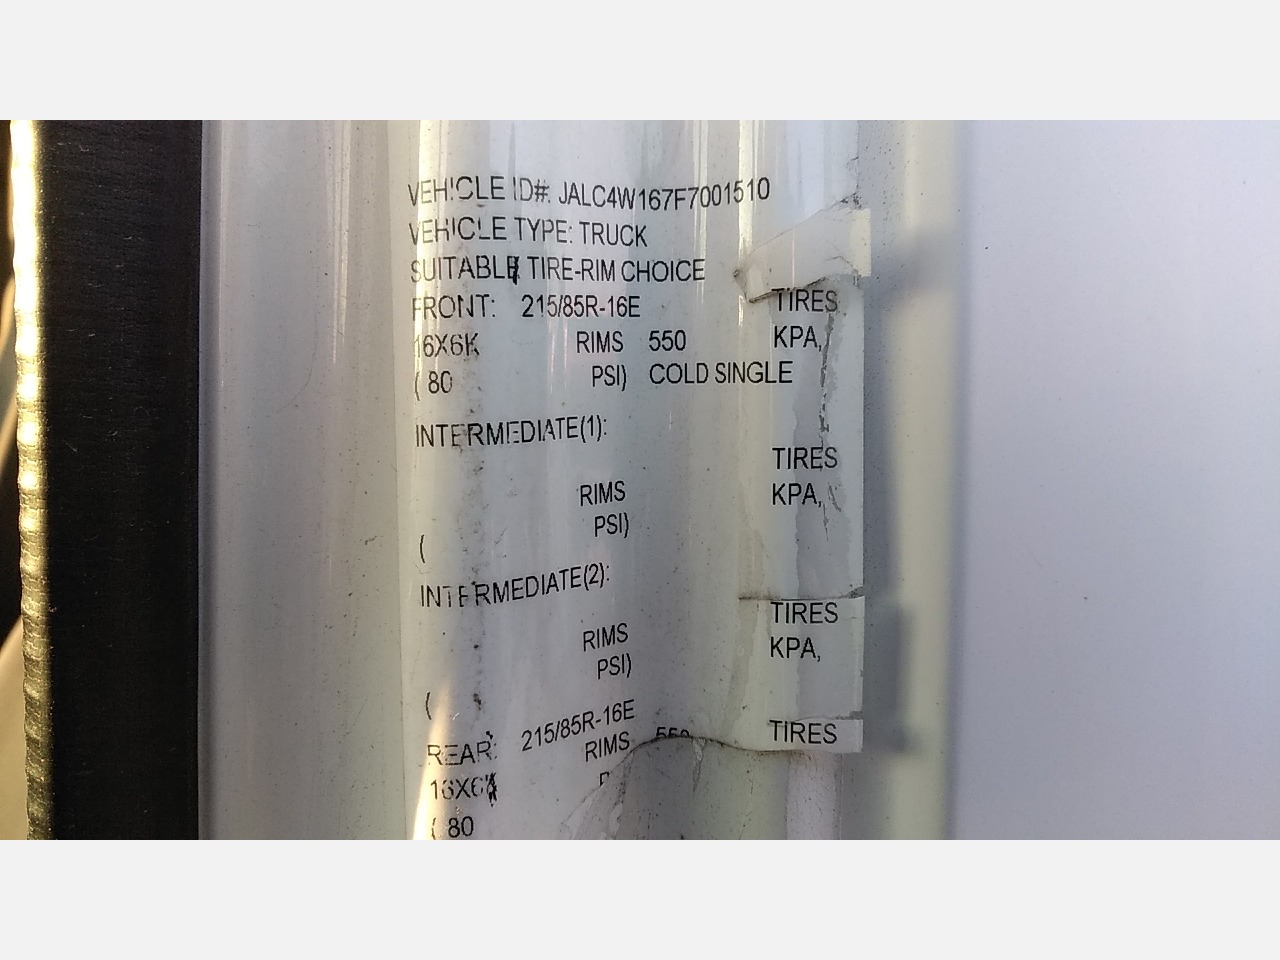 VEHICLE ID#: JALC4W167F7001510
VEHICLE TYPE: TRUCK
SUITABLE TIRE-RIM CHOICE
FRONT: 215/85R-16E TIRES
16X6K RIMS 550 KPA,
( 80 PSI) COLD SINGLE
INTERMEDIATE(1):
TIRES
RIMS KPA,
( PSI)
INTERMEDIATE(2):
TIRES
RIMS KPA,
( PSI)
REAR: 215/85R-16E TIRES
16X6K RIMS 550
( 80